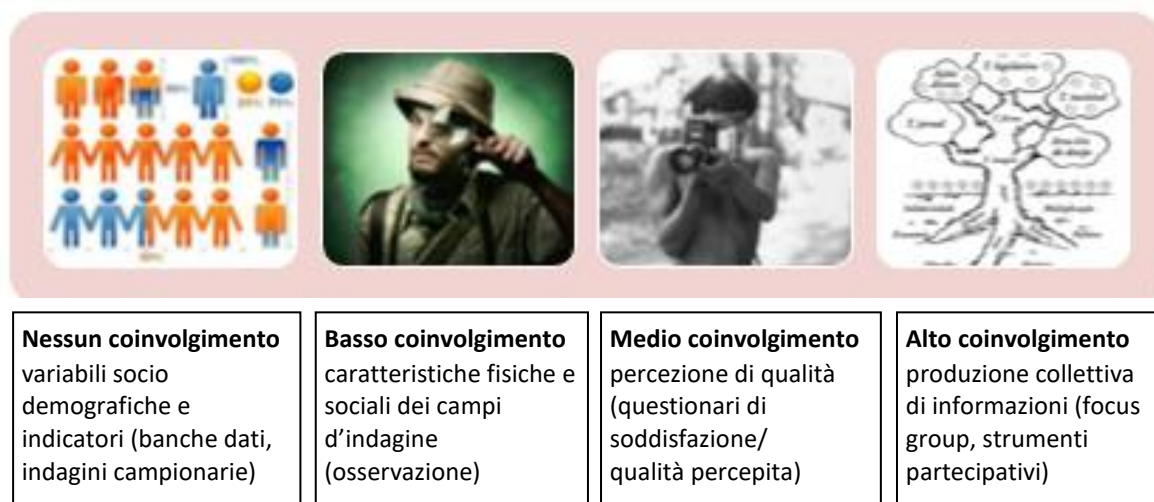 Nessun coinvolgimento
variabili socio
demografiche e
indicatori (banche dati,
indagini campionarie)
Basso coinvolgimento
caratteristiche fisiche e
sociali dei campi
d’indagine
(osservazione)
Medio coinvolgimento
percezione di qualità
(questionari di
soddisfazione/
qualità percepita)
Alto coinvolgimento
produzione collettiva
di informazioni (focus
group, strumenti
partecipativi)